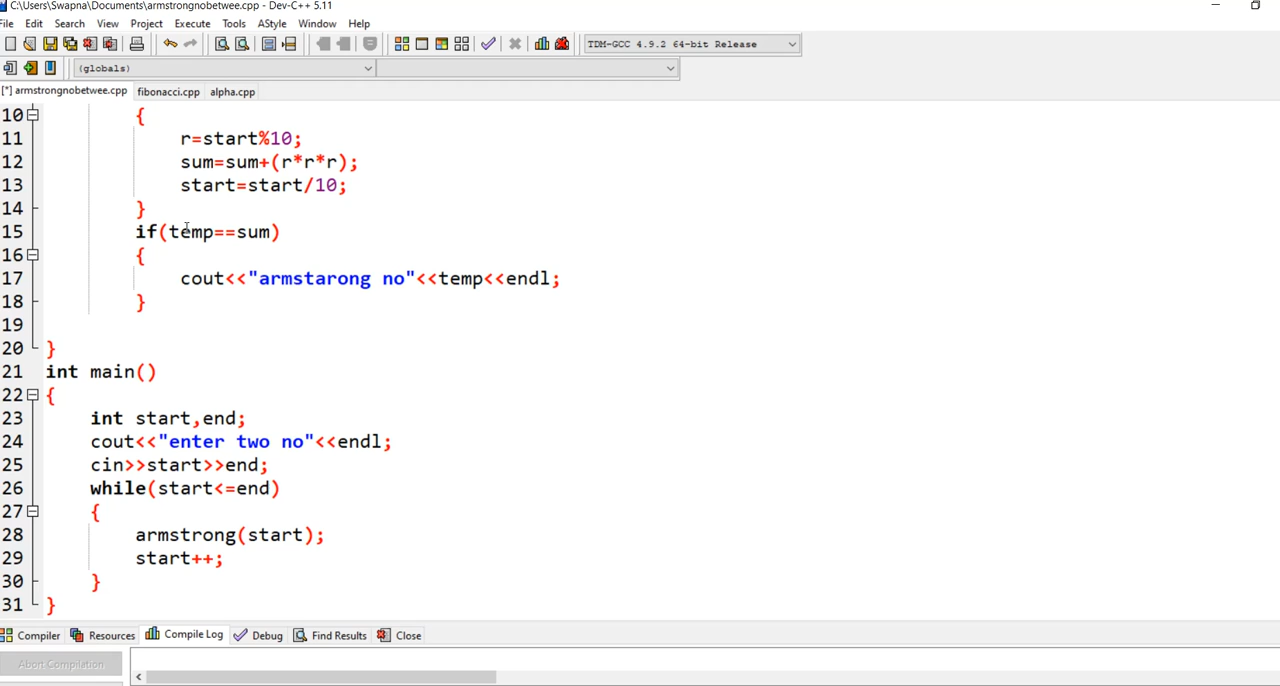 C:\Users\Swapna\Documents\armstrongnobetwee.cpp - Dev-C++ 5.11
File Edit Search View Project Execute Tools AStyle Window Help
TDM-GCC 4.9.2 64-bit Release
(globals)
[*] armstrongnobetwee.cpp fibonacci.cpp alpha.cpp
10 {
11 r=start%10;
12 sum=sum+(r*r*r);
13 start=start/10;
14 }
15 if(temp==sum)
16 {
17 cout<<"armstarong no"<<temp<<endl;
18 }
19
20 }
21 int main()
22 {
23 int start,end;
24 cout<<"enter two no"<<endl;
25 cin>>start>>end;
26 while(start<=end)
27 {
28 armstrong(start);
29 start++;
30 }
31 }
Compiler Resources Compile Log Debug Find Results Close
Abort Compilation